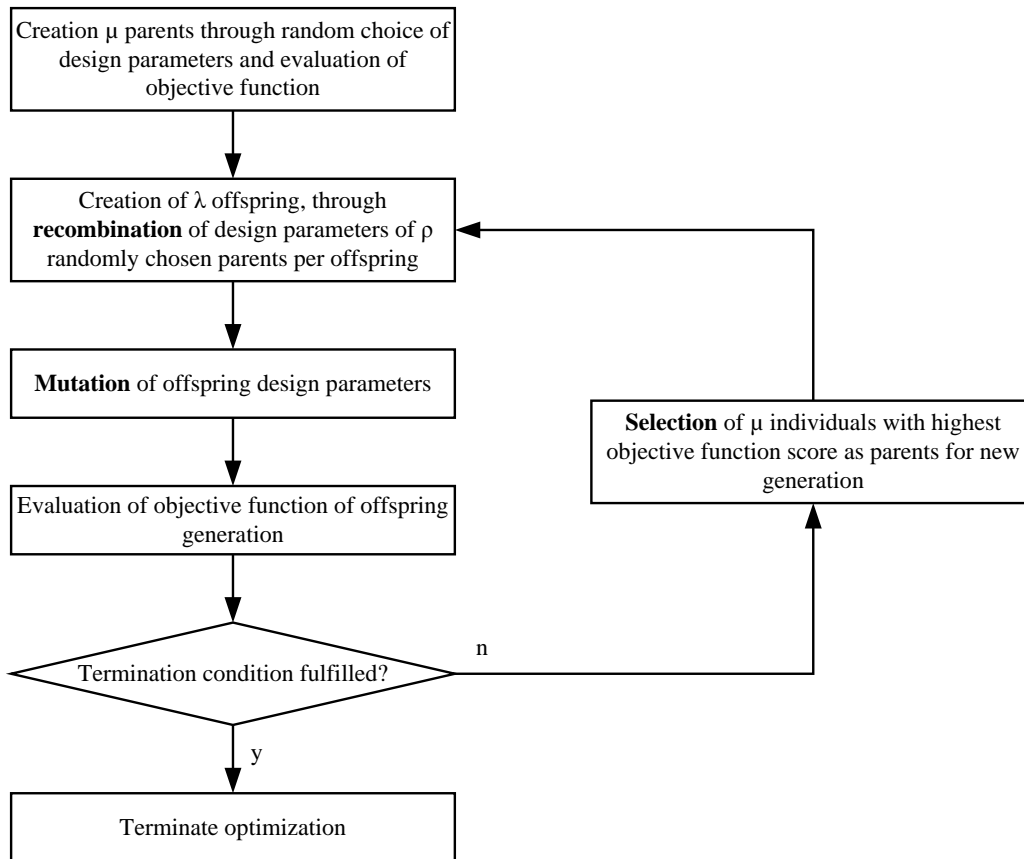 Creation μ parents through random choice of
design parameters and evaluation of
objective function
Creation of λ offspring, through
recombination of design parameters of ρ
randomly chosen parents per offspring
Mutation of offspring design parameters
Selection of μ individuals with highest
objective function score as parents for new
generation
Evaluation of objective function of offspring
generation
Termination condition fulfilled?
n
y
Terminate optimization